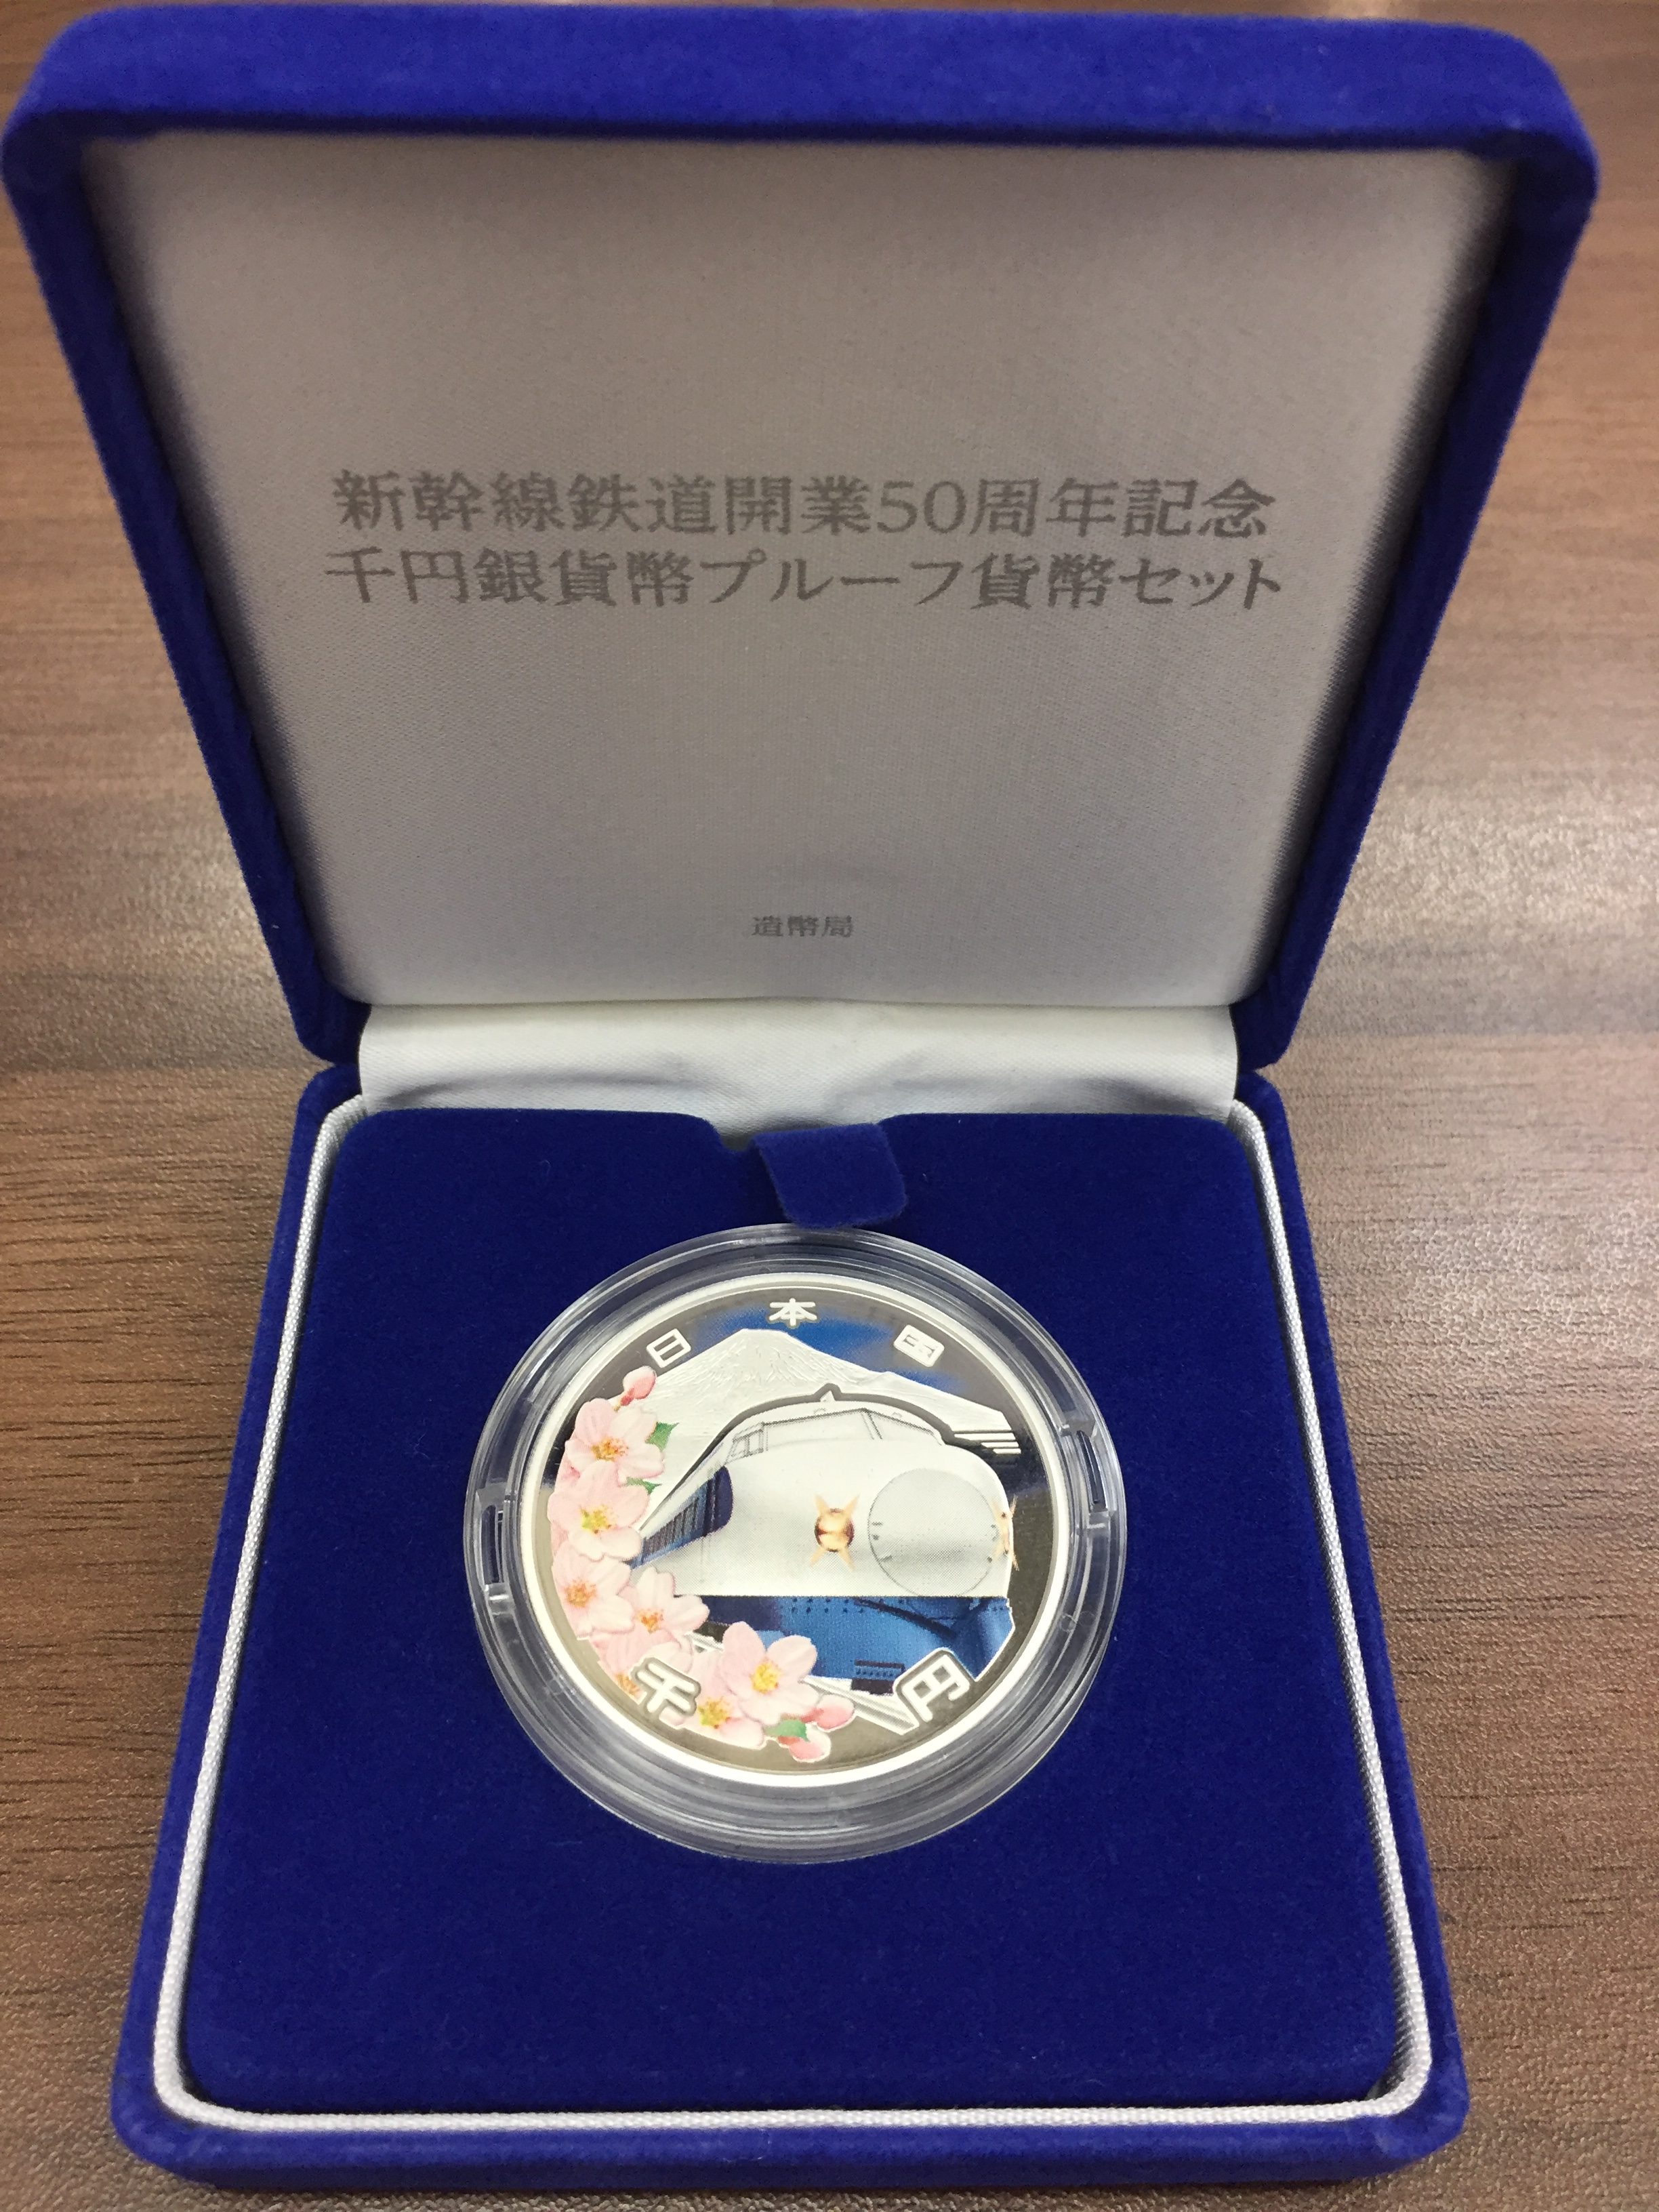 新幹線鉄道開業50周年記念
千円銀貨幣プルーフ貨幣セット
造幣局
日本国
千円